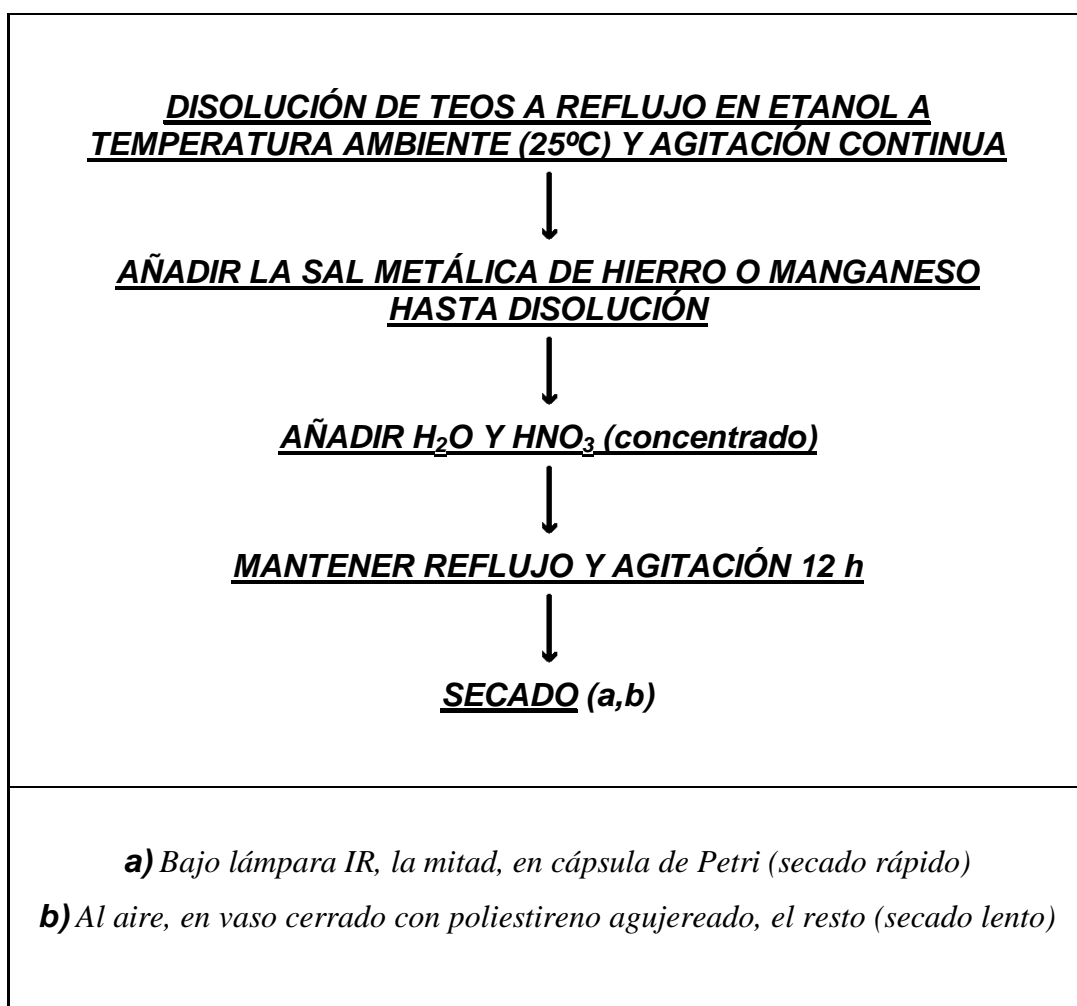 DISOLUCIÓN DE TEOS A REFLUJO EN ETANOL A
TEMPERATURA AMBIENTE (25ºC) Y AGITACIÓN CONTINUA
AÑADIR LA SAL METÁLICA DE HIERRO O MANGANESO
HASTA DISOLUCIÓN
AÑADIR H₂O Y HNO₃ (concentrado)
MANTENER REFLUJO Y AGITACIÓN 12 h
SECADO (a,b)
a) Bajo lámpara IR, la mitad, en cápsula de Petri (secado rápido)
b) Al aire, en vaso cerrado con poliestireno agujereado, el resto (secado lento)